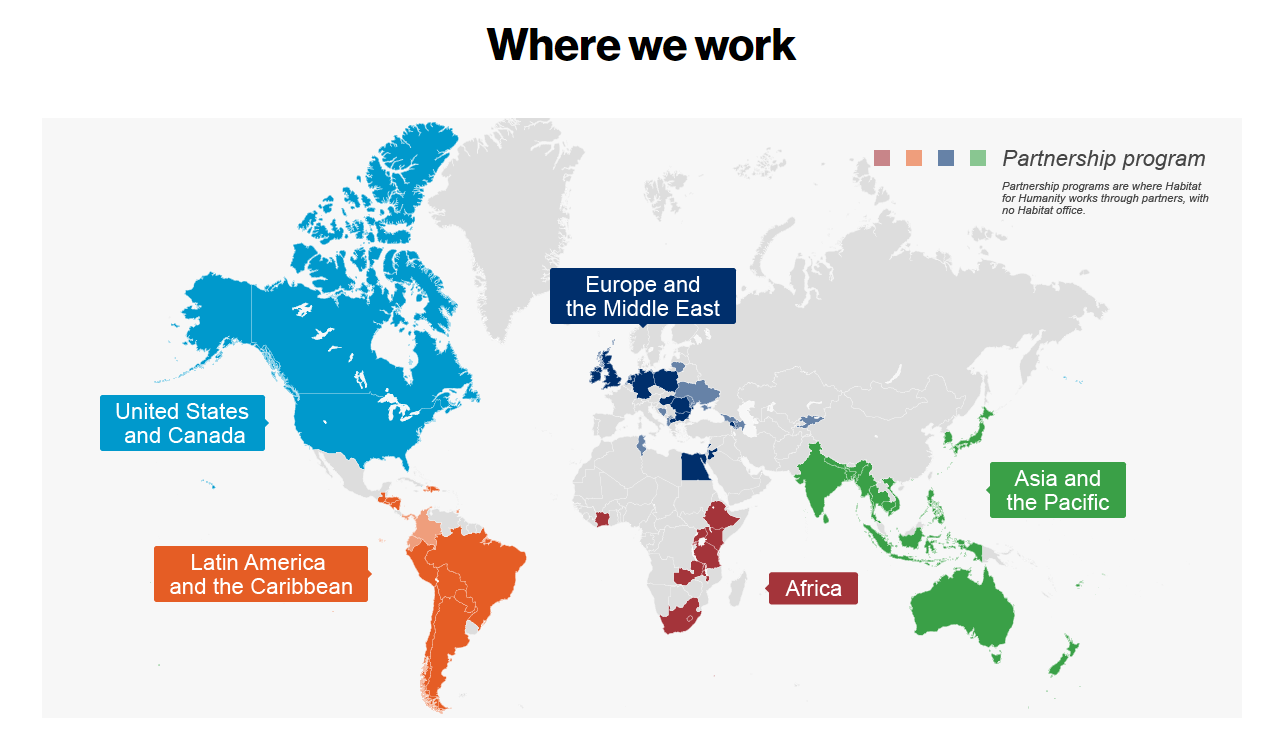 Where we work
Partnership program
Partnership programs are where Habitat
for Humanity works through partners, with
no Habitat office.
Europe and
the Middle East
United States
and Canada
Asia and
the Pacific
Latin America
and the Caribbean
Africa